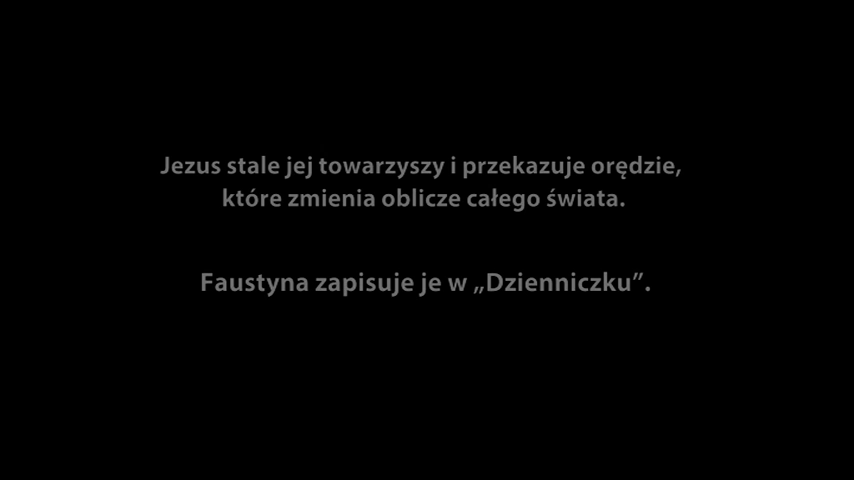 Jezus stale jej towarzyszy i przekazuje orędzie,
które zmienia oblicze całego świata.
Faustyna zapisuje je w „Dzienniczku”.